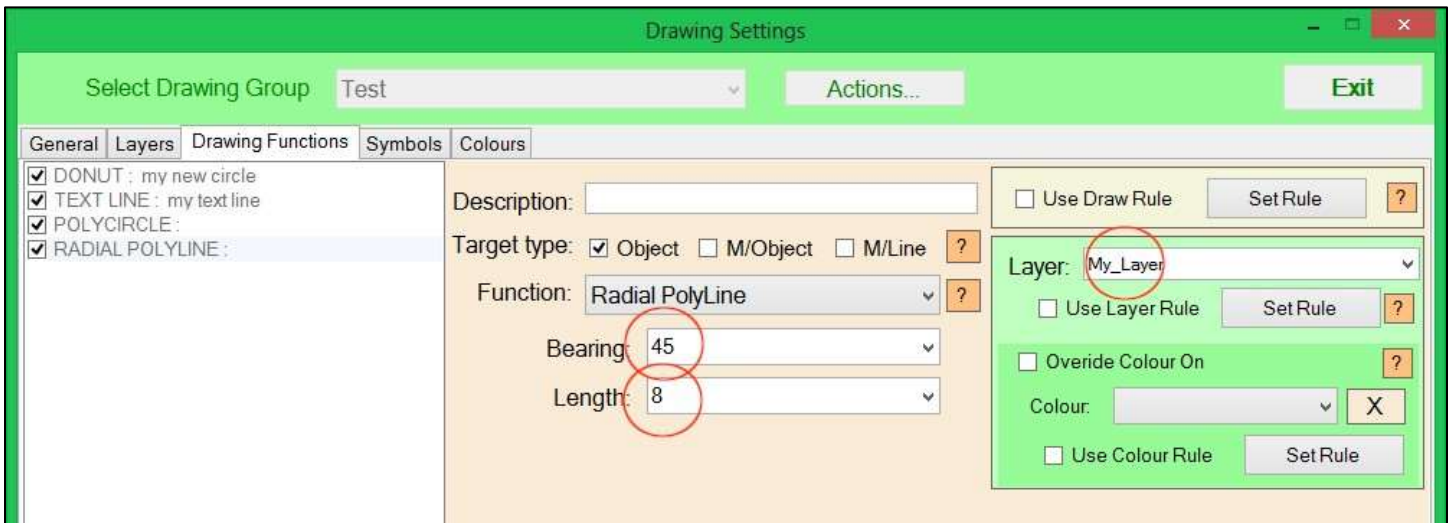 Drawing Settings
Select Drawing Group Test Actions... Exit
General Layers Drawing Functions Symbols Colours
DONUT : my new circle
TEXT LINE : my text line
POLYCIRCLE :
RADIAL POLYLINE :
Description:
Target type: Object M/Object M/Line ?
Function: Radial PolyLine ?
Bearing: 45
Length: 8
Use Draw Rule Set Rule ?
Layer: My_Layer
Use Layer Rule Set Rule ?
Overide Colour On ?
Colour: X
Use Colour Rule Set Rule